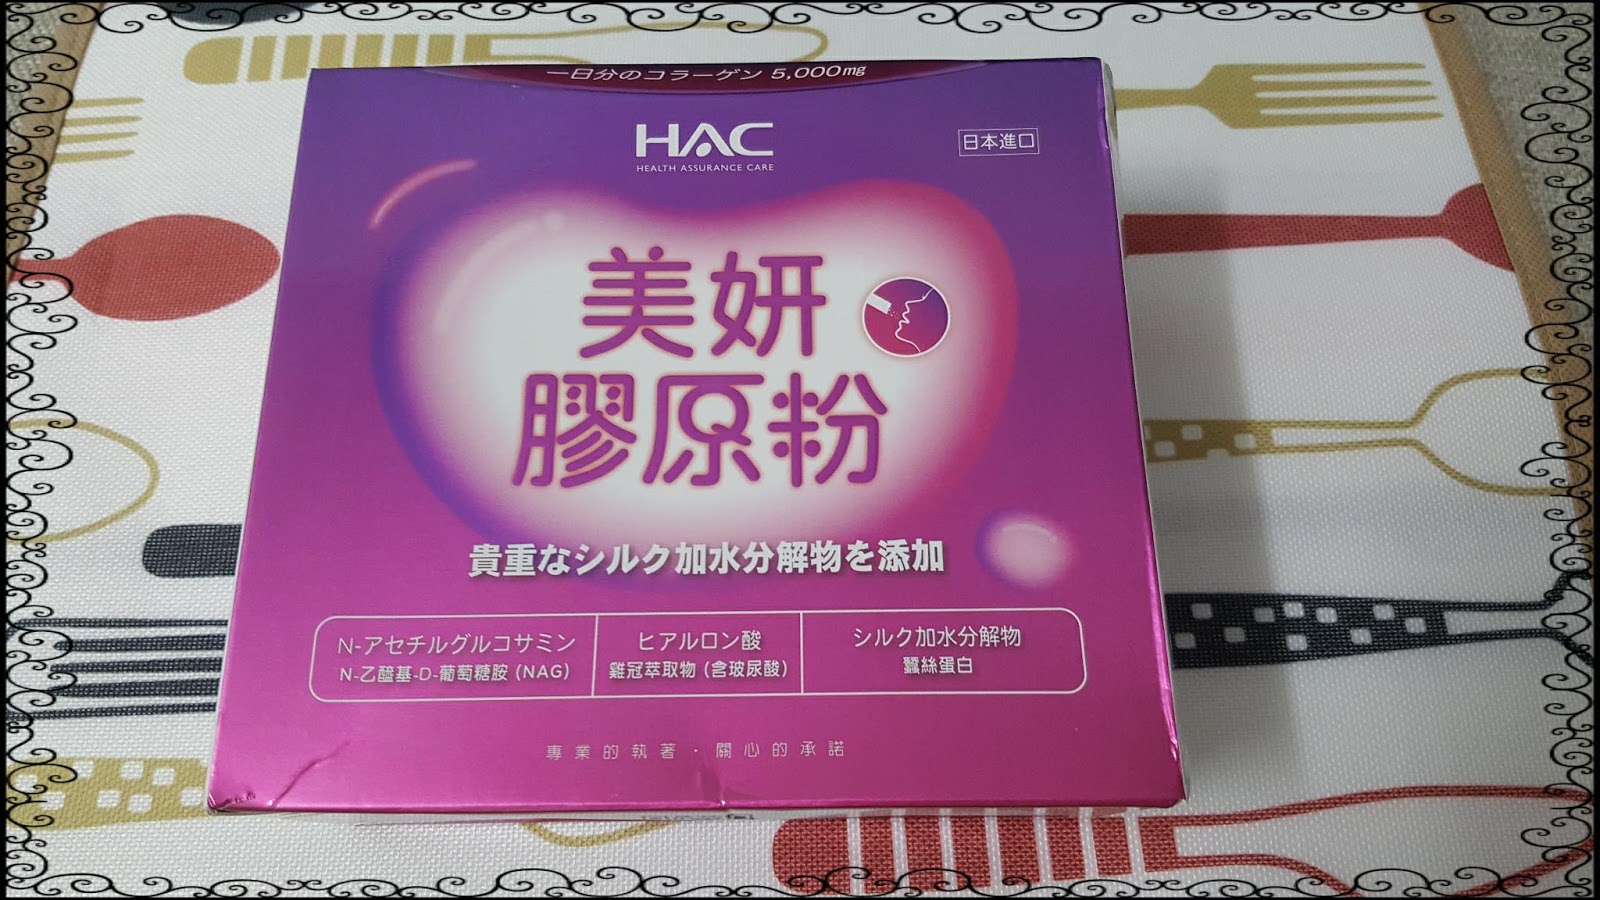 一日分のコラーゲン 5,000mg
HAC
HEALTH ASSURANCE CARE
日本進口
美妍
膠原粉
貴重なシルク加水分解物を添加
N-アセチルグルコサミン
N-乙醯基-D-葡萄糖胺 (NAG)
ヒアルロン酸
雞冠萃取物 (含玻尿酸)
シルク加水分解物
蠶絲蛋白
專業的執著・關心的承諾